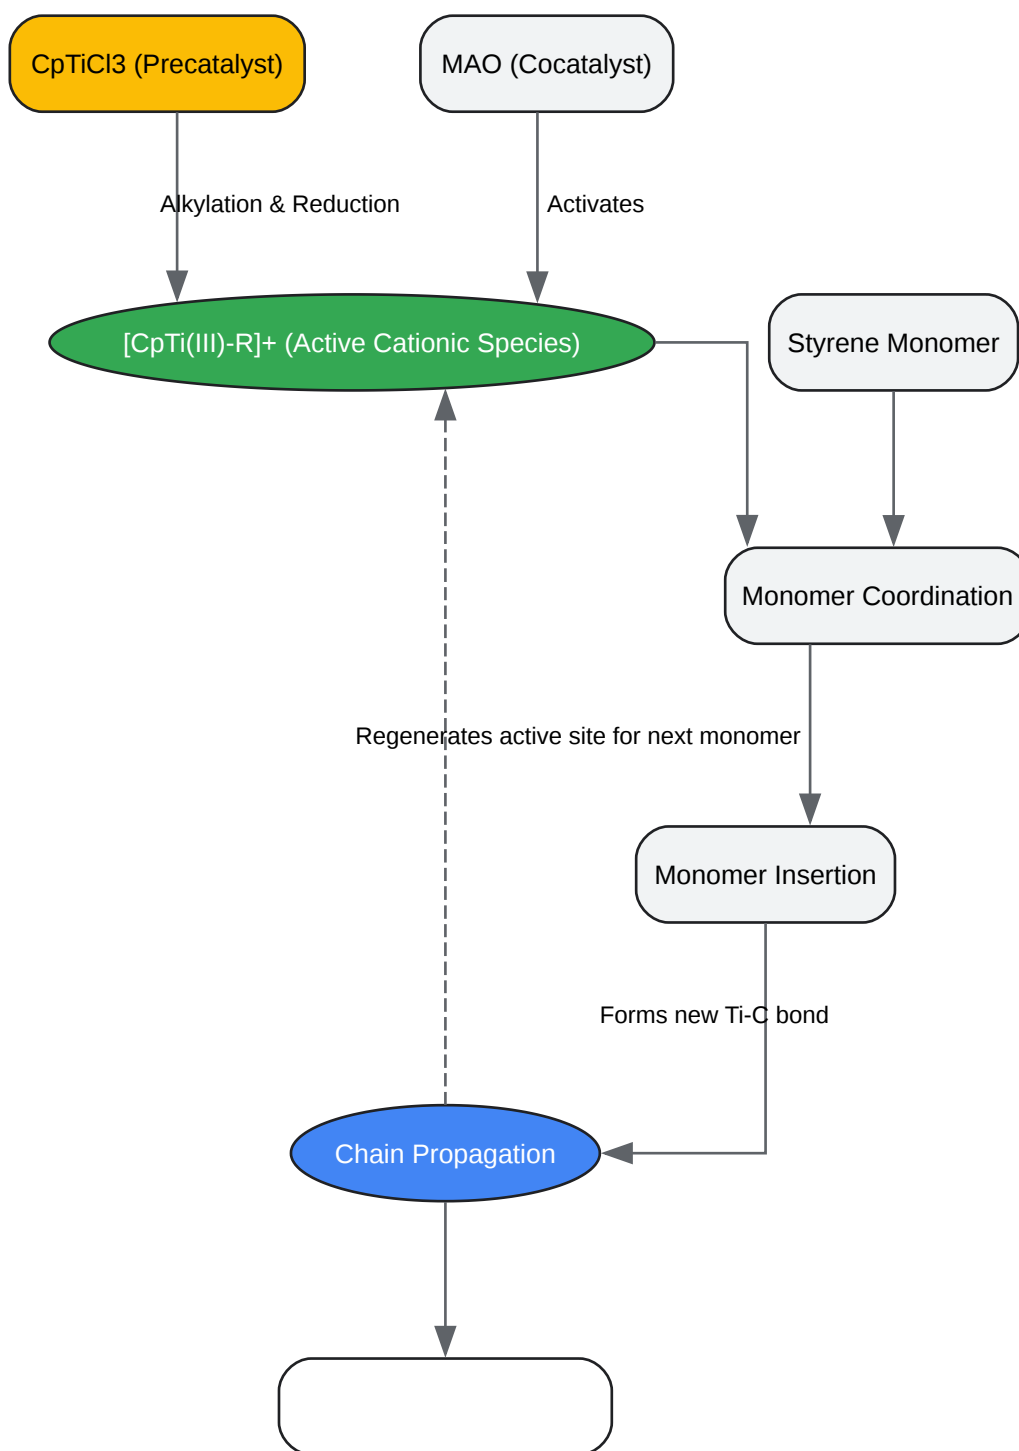 CpTiCl3 (Precatalyst)
MAO (Cocatalyst)
Alkylation & Reduction
Activates
[CpTi(III)-R]+ (Active Cationic Species)
Styrene Monomer
Monomer Coordination
Regenerates active site for next monomer
Monomer Insertion
Forms new Ti-C bond
Chain Propagation